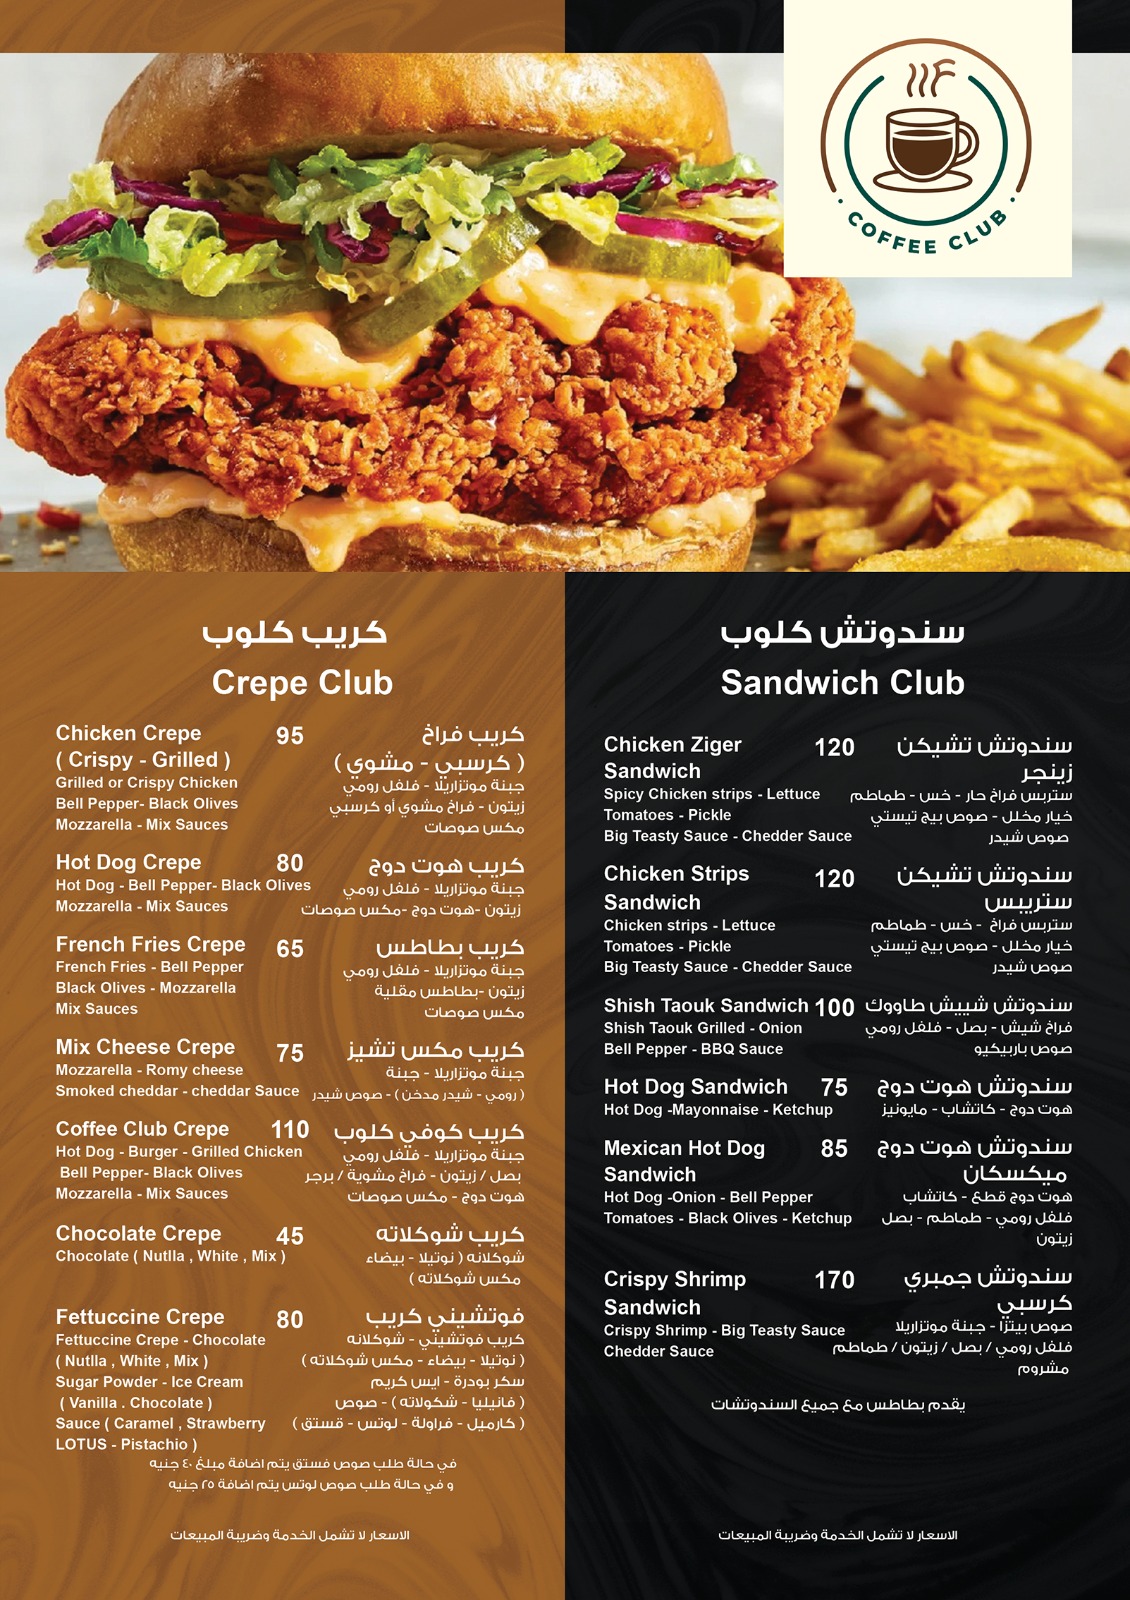 COFFEE CLUB
كريب كلوب
Crepe Club
Chicken Crepe 95 كريب فراخ
( Crispy - Grilled ) ( كرسبي - مشوي )
Grilled or Crispy Chicken جبنة موتزاريلا - فلفل رومي
Bell Pepper- Black Olives زيتون - فراخ مشوي أو كرسبي
Mozzarella - Mix Sauces مكس صوصات
Hot Dog Crepe 80 كريب هوت دوج
Hot Dog - Bell Pepper- Black Olives جبنة موتزاريلا - فلفل رومي
Mozzarella - Mix Sauces زيتون -هوت دوج -مكس صوصات
French Fries Crepe 65 كريب بطاطس
French Fries - Bell Pepper جبنة موتزاريلا - فلفل رومي
Black Olives - Mozzarella زيتون -بطاطس مقلية
Mix Sauces مكس صوصات
Mix Cheese Crepe 75 كريب مكس تشيز
Mozzarella - Romy cheese جبنة موتزاريلا - جبنة
Smoked cheddar - cheddar Sauce ( رومي - شيدر مدخن ) - صوص شيدر
Coffee Club Crepe 110 كريب كوفي كلوب
Hot Dog - Burger - Grilled Chicken جبنة موتزاريلا - فلفل رومي
Bell Pepper- Black Olives بصل / زيتون - فراخ مشوية / برجر
Mozzarella - Mix Sauces هوت دوج - مكس صوصات
Chocolate Crepe 45 كريب شوكلاته
Chocolate ( Nutlla , White , Mix ) شوكلانه ( نوتيلا - بيضاء
مكس شوكلاته )
Fettuccine Crepe 80 فوتشيني كريب
Fettuccine Crepe - Chocolate كريب فوتشيني - شوكلانه
( Nutlla , White , Mix ) ( نوتيلا - بيضاء - مكس شوكلاته )
Sugar Powder - Ice Cream سكر بودرة - ايس كريم
( Vanilla . Chocolate ) ( فانيليا - شكولاته ) - صوص
Sauce ( Caramel , Strawberry ( كارميل - فراولة - لوتس - قستق )
LOTUS - Pistachio )
في حالة طلب صوص فستق يتم اضافة مبلغ ٤٠ جنيه
و في حالة طلب صوص لوتس يتم اضافة ٢٥ جنيه
الاسعار لا تشمل الخدمة وضريبة المبيعات
سندوتش كلوب
Sandwich Club
Chicken Ziger 120 سندوتش تشيكن
Sandwich زينجر
Spicy Chicken strips - Lettuce ستربس فراخ حار - خس - طماطم
Tomatoes - Pickle خيار مخلل - صوص بيج تيستي
Big Teasty Sauce - Chedder Sauce صوص شيدر
Chicken Strips 120 سندوتش تشيكن
Sandwich ستريبس
Chicken strips - Lettuce ستربس فراخ - خس - طماطم
Tomatoes - Pickle خيار مخلل - صوص بيج تيستي
Big Teasty Sauce - Chedder Sauce صوص شيدر
Shish Taouk Sandwich 100 سندوتش شييش طاووك
Shish Taouk Grilled - Onion فراخ شيش - بصل - فلفل رومي
Bell Pepper - BBQ Sauce صوص باربيكيو
Hot Dog Sandwich 75 سندوتش هوت دوج
Hot Dog -Mayonnaise - Ketchup هوت دوج - كاتشاب - مايونيز
Mexican Hot Dog 85 سندوتش هوت دوج
Sandwich ميكسكان
Hot Dog -Onion - Bell Pepper هوت دوج قطع - كاتشاب
Tomatoes - Black Olives - Ketchup فلفل رومي - طماطم - بصل
زيتون
Crispy Shrimp 170 سندوتش جمبري
Sandwich كرسبي
Crispy Shrimp - Big Teasty Sauce صوص بيتزا - جبنة موتزاريلا
Chedder Sauce فلفل رومي / بصل / زيتون / طماطم
مشروم
يقدم بطاطس مع جميع السندوتشات
الاسعار لا تشمل الخدمة وضريبة المبيعات